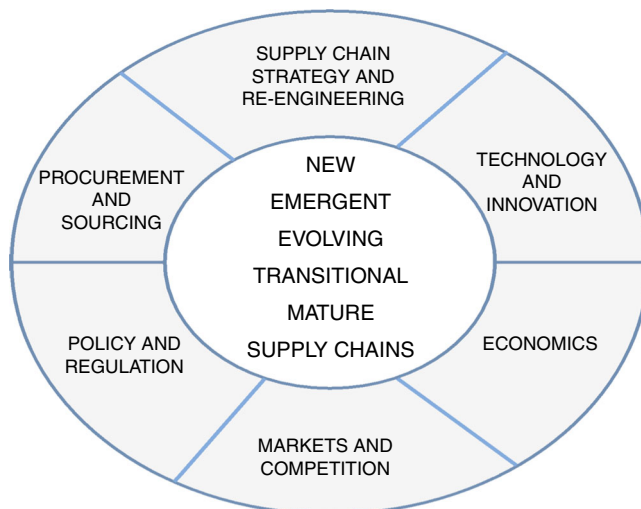 SUPPLY CHAIN
STRATEGY AND
RE-ENGINEERING
TECHNOLOGY
AND
INNOVATION
ECONOMICS
MARKETS AND
COMPETITION
POLICY AND
REGULATION
PROCUREMENT
AND
SOURCING
NEW
EMERGENT
EVOLVING
TRANSITIONAL
MATURE
SUPPLY CHAINS